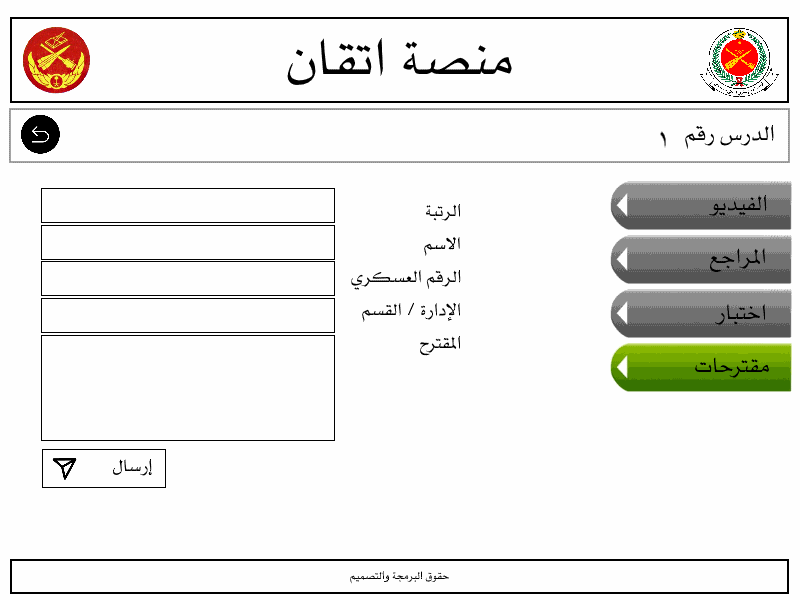 منصة اتقان
الدرس رقم ١
الفيديو
المراجع
اختبار
مقترحات
الرتبة
الاسم
الرقم العسكري
الإدارة / القسم
المقترح
إرسال
حقوق البرمجة والتصميم